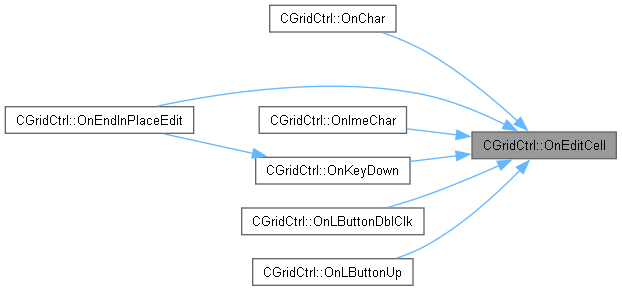 CGridCtrl::OnChar
CGridCtrl::OnEndInPlaceEdit
CGridCtrl::OnImeChar
CGridCtrl::OnEditCell
CGridCtrl::OnKeyDown
CGridCtrl::OnLButtonDblClk
CGridCtrl::OnLButtonUp